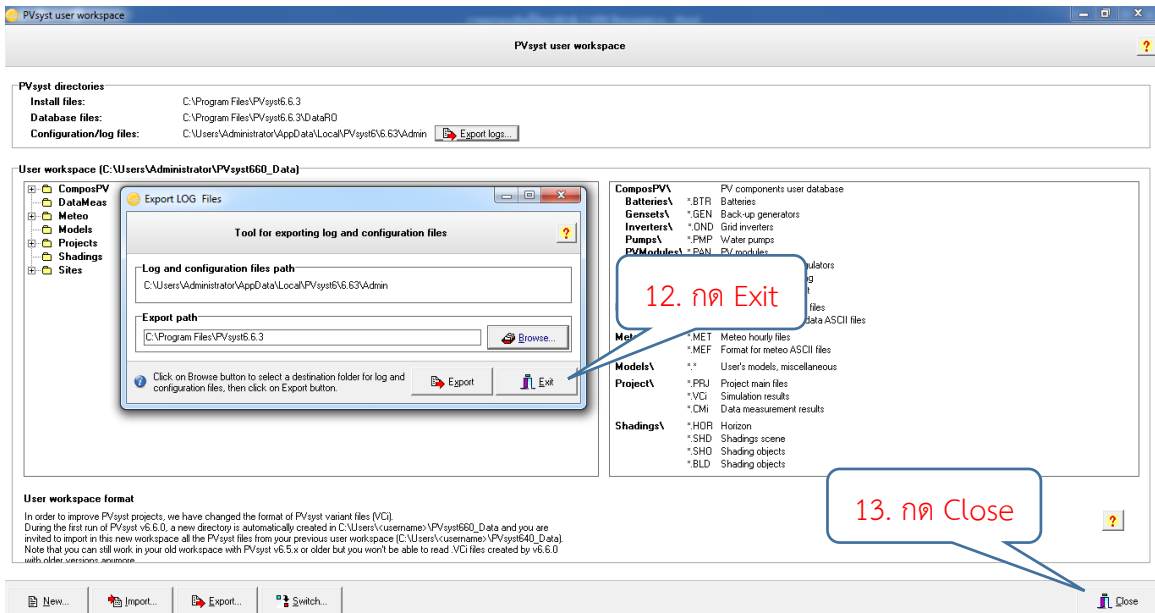 PVsyst user workspace
PVsyst user workspace
?
PVsyst directories
Install files: C:\Program Files\PVsyst6.6.3
Database files: C:\Program Files\PVsyst6.6.3\DataRO
Configuration/log files: C:\Users\Administrator\AppData\Local\PVsyst6\6.63\Admin Export logs...
User workspace (C:\Users\Administrator\PVsyst660_Data)
ComposPV
DataMeas
Meteo
Models
Projects
Shadings
Sites
Export LOG Files
Tool for exporting log and configuration files
?
Log and configuration files path
C:\Users\Administrator\AppData\Local\PVsyst6\6.63\Admin
Export path
C:\Program Files\PVsyst6.6.3 Browse...
Click on Browse button to select a destination folder for log and
configuration files, then click on Export button.
Export Exit
ComposPV\ PV components user database
Batteries\ *.BTR Batteries
Gensets\ *.GEN Back-up generators
Inverters\ *.OND Grid inverters
Pumps\ *.PMP Water pumps
PVModules\ *.PAN PV modules
gulators
files
data ASCII files
Met *.MET Meteo hourly files
*.MEF Format for meteo ASCII files
Models\ *.* User's models, miscellaneous
Project\ *.PRJ Project main files
*.VCi Simulation results
*.CMi Data measurement results
Shadings\ *.HOR Horizon
*.SHD Shadings scene
*.SHO Shading objects
*.BLD Shading objects
12. กด Exit
User workspace format
In order to improve PVsyst projects, we have changed the format of PVsyst variant files (VCi).
During the first run of PVsyst v6.6.0, a new directory is automatically created in C:\Users\<username>\PVsyst660_Data and you are
invited to import in this new workspace all the PVsyst files from your previous user workspace (C:\Users\<username>\PVsyst640_Data).
Note that you can still work in your old workspace with PVsyst v6.5.x or older but you won't be able to read .VCi files created by v6.6.0
with older versions anymore
13. กด Close
?
New... Import... Export... Switch... Close